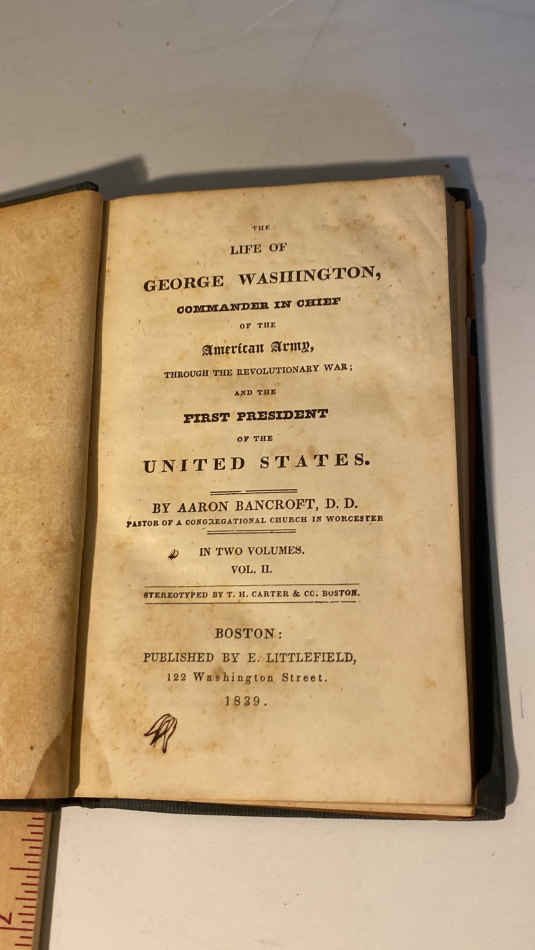 THE
LIFE OF
GEORGE WASHINGTON,
COMMANDER IN CHIEF
OF THE
American Army,
THROUGH THE REVOLUTIONARY WAR;
AND THE
FIRST PRESIDENT
OF THE
UNITED STATES.
BY AARON BANCROFT, D. D.
PASTOR OF A CONGREGATIONAL CHURCH IN WORCESTER
IN TWO VOLUMES.
VOL. II.
STEREOTYPED BY T. H. CARTER & CO. BOSTON.
BOSTON:
PUBLISHED BY E. LITTLEFIELD,
122 Washington Street.
1839.
2